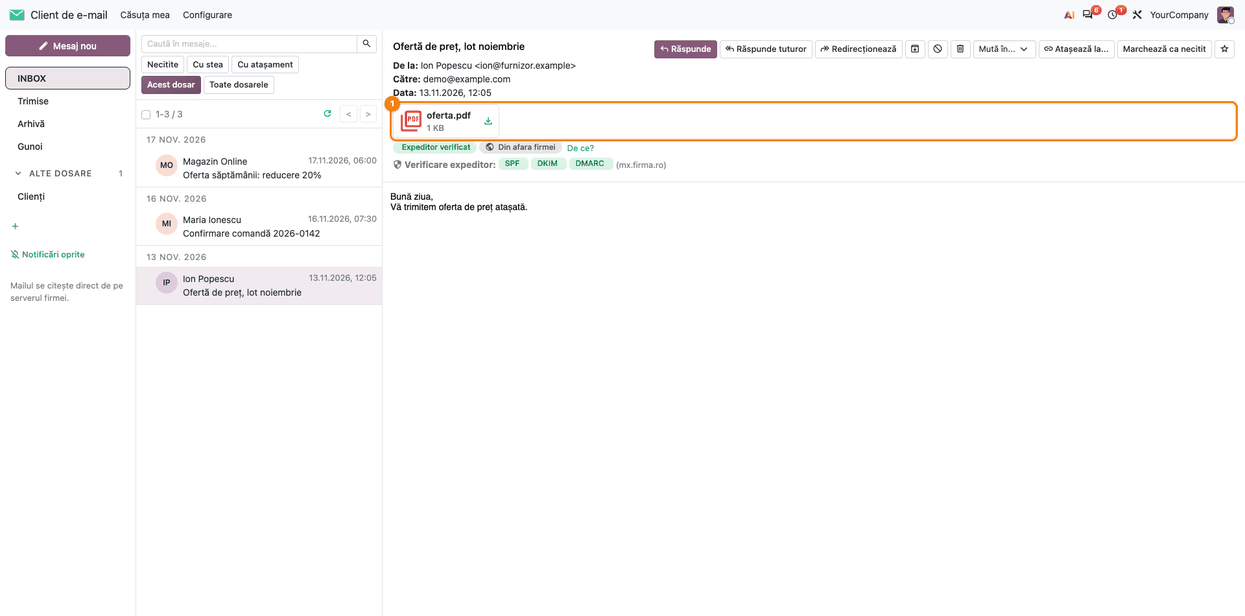 Client de e-mail
Căsuța mea
Configurare
AI
6
1
YourCompany
Mesaj nou
INBOX
Trimise
Arhivă
Gunoi
ALTE DOSARE 1
Clienți
+
Notificări oprite
Mailul se citește direct de pe
serverul firmei.
Caută în mesaje...
Necitite
Cu stea
Cu atașament
Acest dosar
Toate dosarele
1-3 / 3
<
>
17 NOV. 2026
MO
Magazin Online 17.11.2026, 06:00
Oferta săptămânii: reducere 20%
16 NOV. 2026
MI
Maria Ionescu 16.11.2026, 07:30
Confirmare comandă 2026-0142
13 NOV. 2026
IP
Ion Popescu 13.11.2026, 12:05
Ofertă de preț, lot noiembrie
Ofertă de preț, lot noiembrie
Răspunde
Răspunde tuturor
Redirecționează
Mută în...
Atașează la...
Marchează ca necitit
De la: Ion Popescu <ion@furnizor.example>
Către: demo@example.com
Data: 13.11.2026, 12:05
1
PDF
oferta.pdf
1 KB
Expeditor verificat
Din afara firmei
De ce?
Verificare expeditor: SPF DKIM DMARC (mx.firma.ro)
Bună ziua,
Vă trimitem oferta de preț atașată.